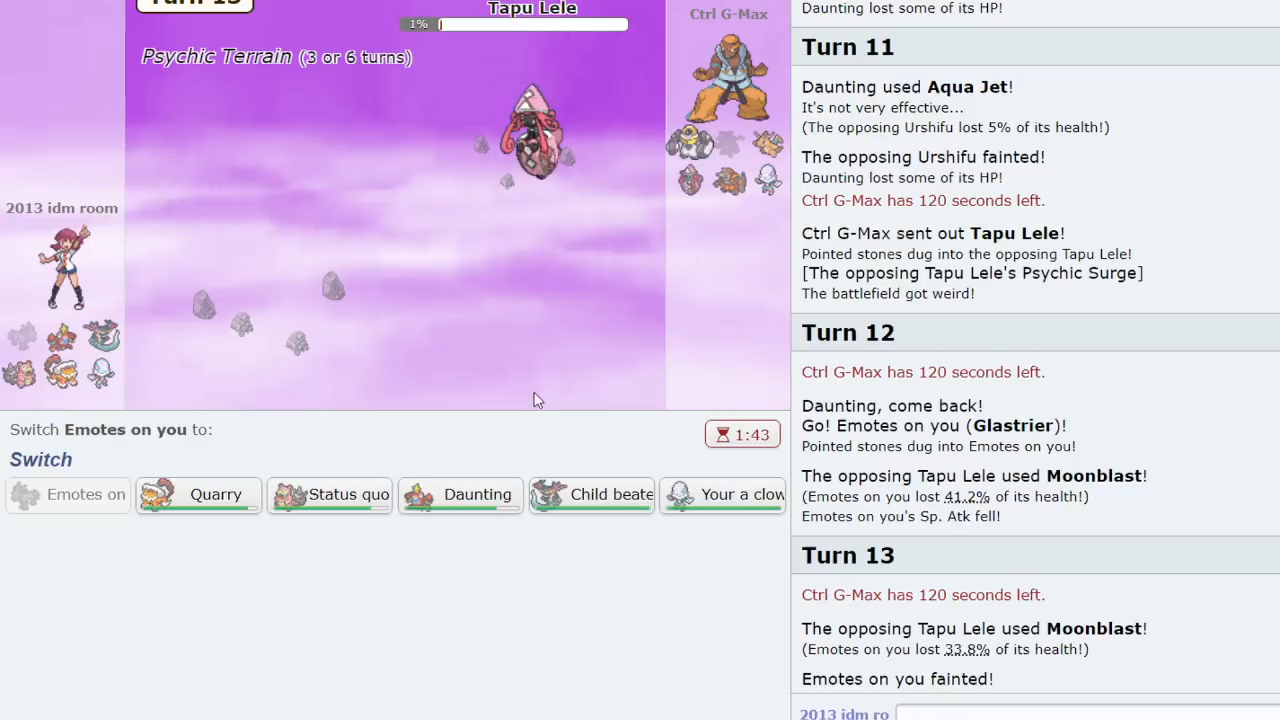 Turn 13
Tapu Lele
1%
Psychic Terrain (3 or 6 turns)
Ctrl G-Max
2013 idm room
Switch Emotes on you to:
1:43
Switch
Emotes on
Quarry
Status quo
Daunting
Child beate
Your a clow
Daunting lost some of its HP!
Turn 11
Daunting used Aqua Jet!
It's not very effective...
(The opposing Urshifu lost 5% of its health!)
The opposing Urshifu fainted!
Daunting lost some of its HP!
Ctrl G-Max has 120 seconds left.
Ctrl G-Max sent out Tapu Lele!
Pointed stones dug into the opposing Tapu Lele!
[The opposing Tapu Lele's Psychic Surge]
The battlefield got weird!
Turn 12
Ctrl G-Max has 120 seconds left.
Daunting, come back!
Go! Emotes on you (Glastrier)!
Pointed stones dug into Emotes on you!
The opposing Tapu Lele used Moonblast!
(Emotes on you lost 41.2% of its health!)
Emotes on you's Sp. Atk fell!
Turn 13
Ctrl G-Max has 120 seconds left.
The opposing Tapu Lele used Moonblast!
(Emotes on you lost 33.8% of its health!)
Emotes on you fainted!
2013 idm ro